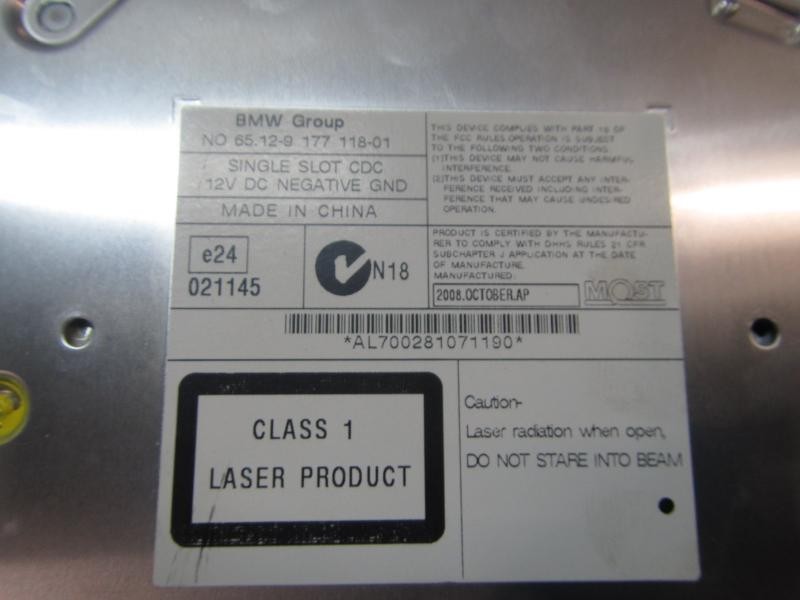 BMW Group
NO 65.12-9 177 118-01
SINGLE SLOT CDC
12V DC NEGATIVE GND
MADE IN CHINA
THIS DEVICE COMPLIES WITH PART 15 OF
THE FCC RULES OPERATION IS SUBJECT
TO THE FOLLOWING TWO CONDITIONS.
(1)THIS DEVICE MAY NOT CAUSE HARMFUL
INTERFERENCE.
(2)THIS DEVICE MUST ACCEPT ANY INTER-
FERENCE RECEIVED INCLUDING INTER-
FERENCE THAT MAY CAUSE UNDESIRED
OPERATION.
e24
021145
N18
PRODUCT IS CERTIFIED BY THE MANUFACTU-
RER TO COMPLY WITH DHHS RULES 21 CFR
SUBCHAPTER J APPLICATION AT THE DATE
OF MANUFACTURE.
MANUFACTURED:
2008.OCTOBER.AP
MOST
*AL700281071190*
CLASS 1
LASER PRODUCT
Caution-
Laser radiation when open,
DO NOT STARE INTO BEAM